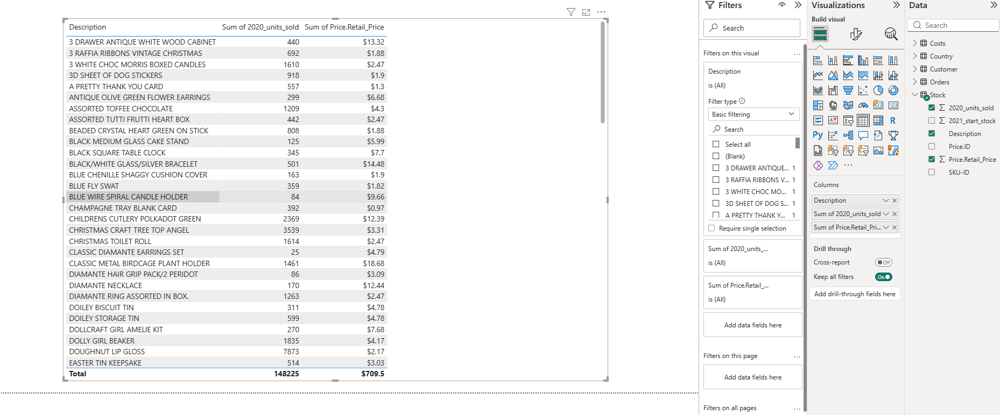 Description Sum of 2020_units_sold Sum of Price.Retail_Price
3 DRAWER ANTIQUE WHITE WOOD CABINET 440 $13.32
3 RAFFIA RIBBONS VINTAGE CHRISTMAS 692 $1.88
3 WHITE CHOC MORRIS BOXED CANDLES 1610 $2.47
3D SHEET OF DOG STICKERS 918 $1.9
A PRETTY THANK YOU CARD 557 $1.3
ANTIQUE OLIVE GREEN FLOWER EARRINGS 299 $6.68
ASSORTED TOFFEE CHOCOLATE 1209 $4.3
ASSORTED TUTTI FRUTTI HEART BOX 442 $2.47
BEADED CRYSTAL HEART GREEN ON STICK 808 $1.88
BLACK MEDIUM GLASS CAKE STAND 125 $5.99
BLACK SQUARE TABLE CLOCK 345 $7.7
BLACK/WHITE GLASS/SILVER BRACELET 501 $14.48
BLUE CHENILLE SHAGGY CUSHION COVER 163 $1.9
BLUE FLY SWAT 359 $1.82
BLUE WIRE SPIRAL CANDLE HOLDER 84 $9.66
CHAMPAGNE TRAY BLANK CARD 392 $0.97
CHILDRENS CUTLERY POLKADOT GREEN 2369 $12.39
CHRISTMAS CRAFT TREE TOP ANGEL 3539 $3.31
CHRISTMAS TOILET ROLL 1614 $2.47
CLASSIC DIAMANTE EARRINGS SET 25 $4.79
CLASSIC METAL BIRDCAGE PLANT HOLDER 1461 $18.68
DIAMANTE HAIR GRIP PACK/2 PERIDOT 86 $3.09
DIAMANTE NECKLACE 170 $12.44
DIAMANTE RING ASSORTED IN BOX. 1263 $2.47
DOILEY BISCUIT TIN 311 $4.78
DOILEY STORAGE TIN 599 $4.78
DOLLCRAFT GIRL AMELIE KIT 270 $7.68
DOLLY GIRL BEAKER 1835 $4.17
DOUGHNUT LIP GLOSS 7873 $2.17
EASTER TIN KEEPSAKE 514 $3.03
Total 148225 $709.5
Filters
Search
Filters on this visual ...
Description
is (All)
Filter type
Basic filtering
Search
Select all
(Blank)
3 DRAWER ANTIQUE... 1
3 RAFFIA RIBBONS V... 1
3 WHITE CHOC MO... 1
3D SHEET OF DOG S... 1
A PRETTY THANK Y... 1
Require single selection
Sum of 2020_units_...
is (All)
Sum of Price.Retail_...
is (All)
Add data fields here
Filters on this page ...
Add data fields here
Filters on all pages ...
Visualizations
Build visual
123
123
R
Py
...
Columns
Description
Sum of 2020_units_sold
Sum of Price.Retail_Pri...
Drill through
Cross-report Off
Keep all filters On
Add drill-through fields here
Data
Search
Costs
Country
Customer
Orders
Stock
2020_units_sold
2021_start_stock
Description
Price.ID
Price.Retail_Price
SKU-ID